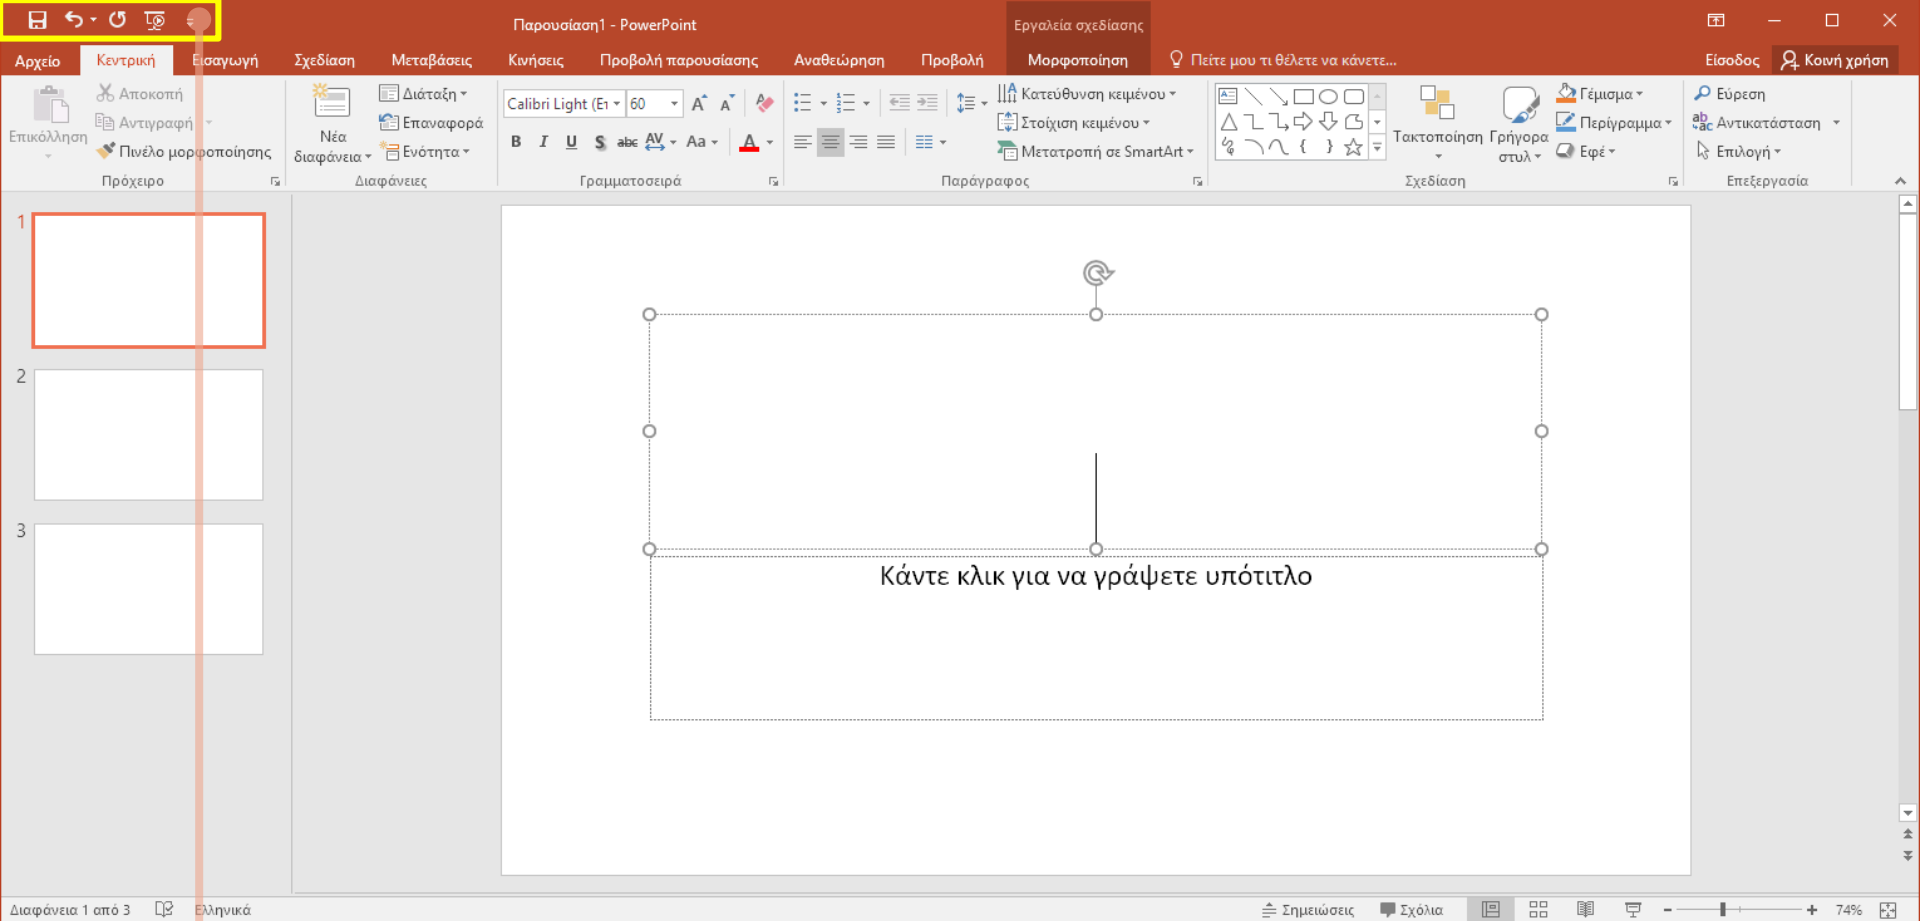 Παρουσίαση1 - PowerPoint
Εργαλεία σχεδίασης
Αρχείο Κεντρική Εισαγωγή Σχεδίαση Μεταβάσεις Κινήσεις Προβολή παρουσίασης Αναθεώρηση Προβολή Μορφοποίηση Πείτε μου τι θέλετε να κάνετε... Είσοδος Κοινή χρήση
Επικόλληση
Αποκοπή
Αντιγραφή
Πινέλο μορφοποίησης
Πρόχειρο
Νέα
διαφάνεια
Διάταξη
Επαναφορά
Ενότητα
Διαφάνειες
Calibri Light (Ει 60
B I U S abc AV Aa A
Γραμματοσειρά
Κατεύθυνση κειμένου
Στοίχιση κειμένου
Μετατροπή σε SmartArt
Παράγραφος
Τακτοποίηση
Γρήγορα
στυλ
Γέμισμα
Περίγραμμα
Εφέ
Σχεδίαση
Εύρεση
Αντικατάσταση
Επιλογή
Επεξεργασία
1
2
3
Κάντε κλικ για να γράψετε υπότιτλο
Διαφάνεια 1 από 3 Ελληνικά Σημειώσεις Σχόλια 74%